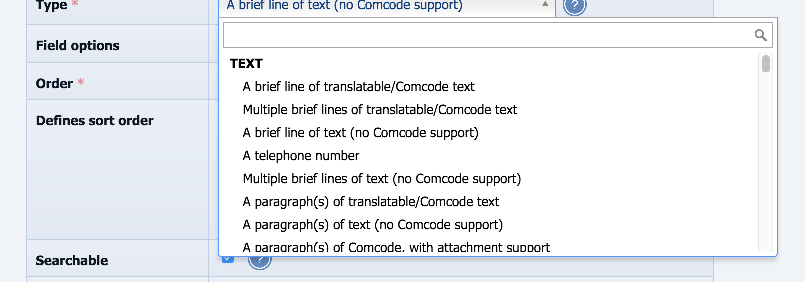 Type *
A brief line of text (no Comcode support)
?
Field options
Order *
Defines sort order
TEXT
A brief line of translatable/Comcode text
Multiple brief lines of translatable/Comcode text
A brief line of text (no Comcode support)
A telephone number
Multiple brief lines of text (no Comcode support)
A paragraph(s) of translatable/Comcode text
A paragraph(s) of text (no Comcode support)
A paragraph(s) of Comcode, with attachment support
Searchable
?